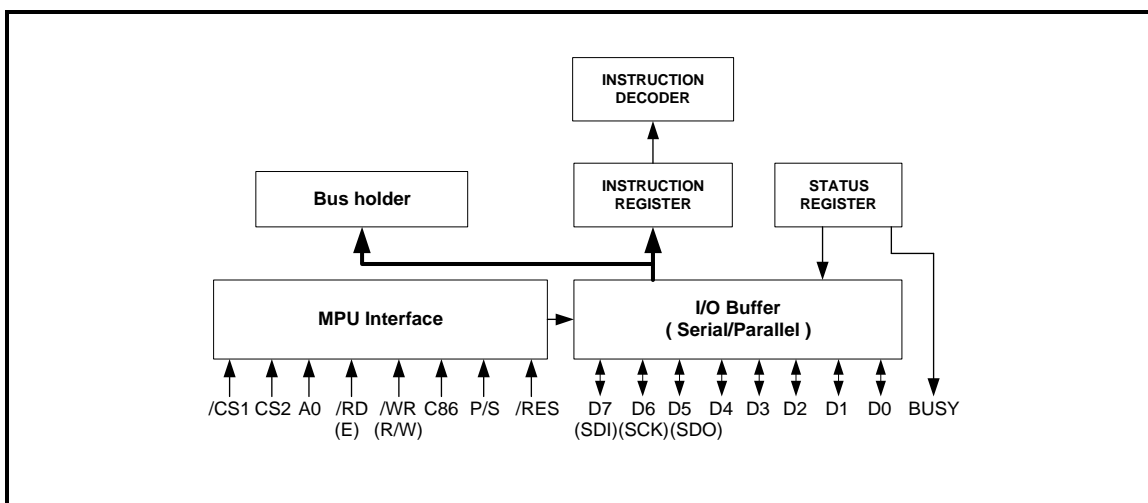 INSTRUCTION
DECODER
Bus holder
INSTRUCTION
REGISTER
STATUS
REGISTER
MPU Interface
I/O Buffer
( Serial/Parallel )
/CS1 CS2 A0 /RD /WR C86 P/S /RES D7 D6 D5 D4 D3 D2 D1 D0 BUSY
(E) (R/W) (SDI) (SCK) (SDO)